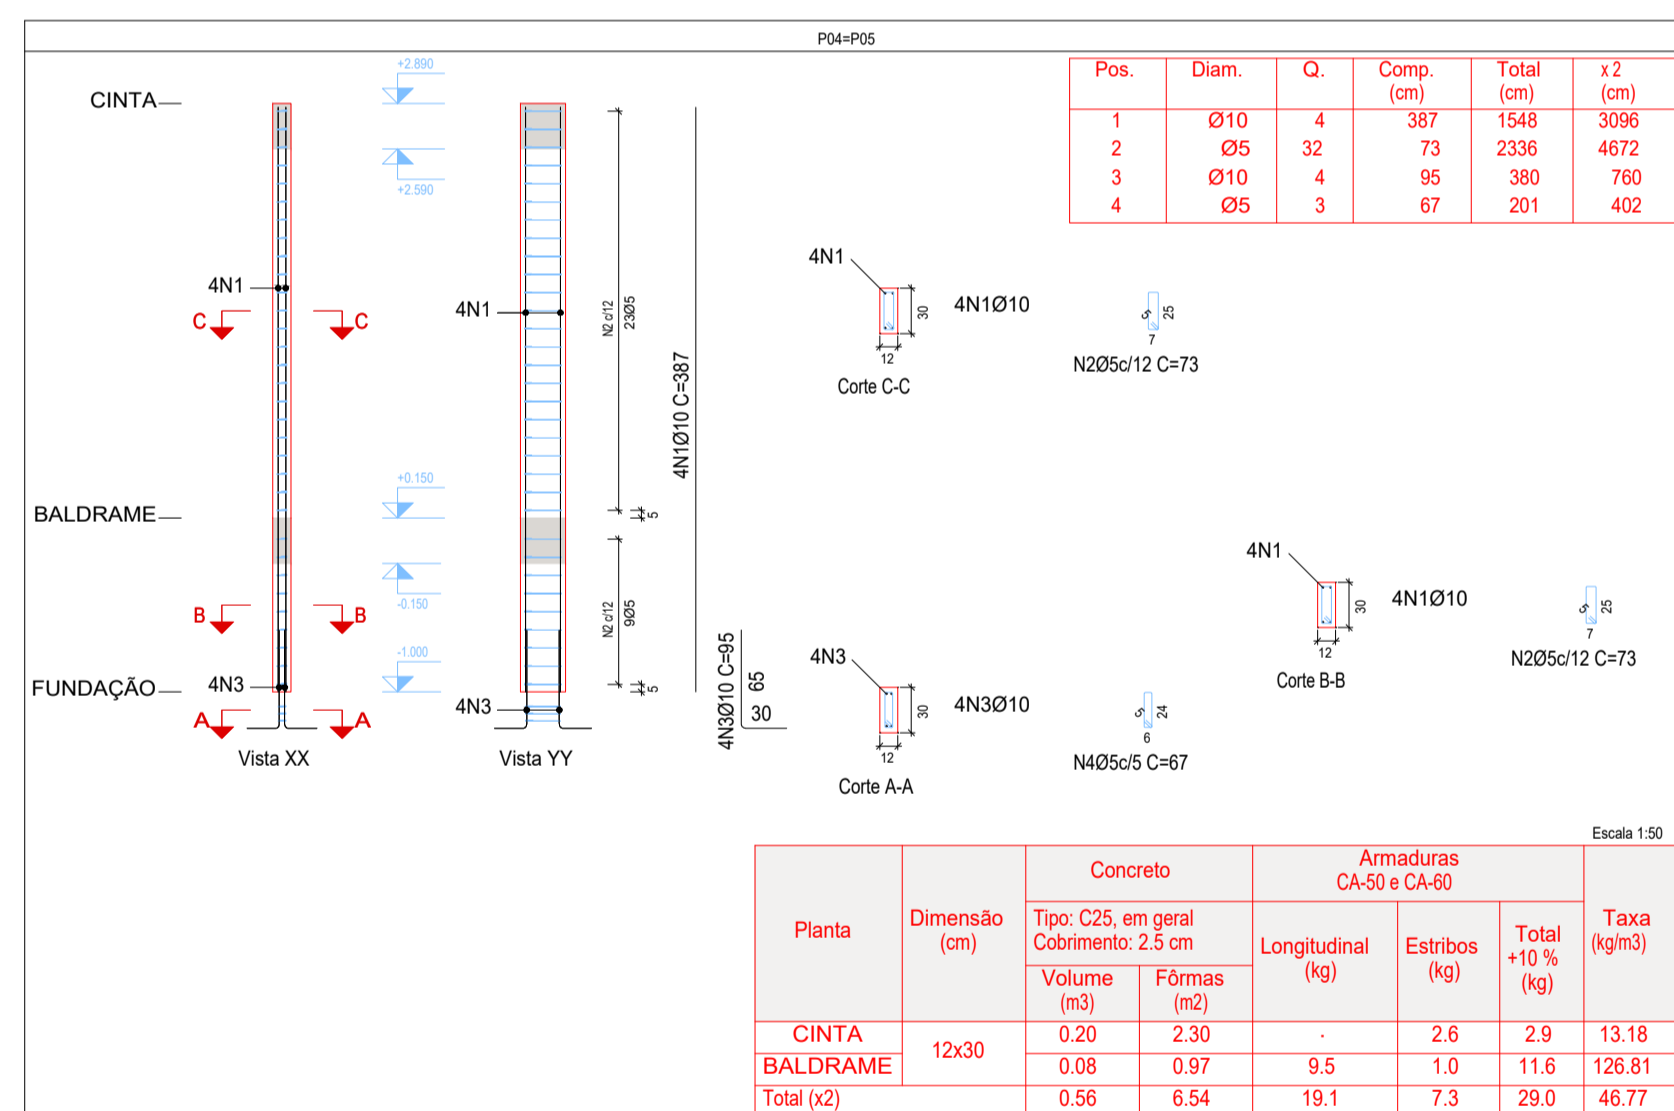 P04=P05
Pos. Diam. Q. Comp. (cm) Total (cm) x 2 (cm)
1 Ø10 4 387 1548 3096
2 Ø5 32 73 2336 4672
3 Ø10 4 95 380 760
4 Ø5 3 67 201 402
CINTA
+2.890
+2.590
4N1
C C
4N1
N2 c/12
23Ø5
4N1Ø10 C=387
4N1
4N1Ø10
30
12
Corte C-C
5
25
7
N2Ø5c/12 C=73
BALDRAME
+0.150
5
-0.150
B B
N2 c/12
9Ø5
4N1
4N1Ø10
30
12
Corte B-B
5
25
7
N2Ø5c/12 C=73
-1.000
FUNDAÇÃO
4N3
5
4N3
A A
Vista XX
Vista YY
4N3Ø10 C=95
65
30
4N3
4N3Ø10
30
12
Corte A-A
5
24
6
N4Ø5c/5 C=67
Escala 1:50
Planta
Dimensão
(cm)
Concreto
Tipo: C25, em geral
Cobrimento: 2.5 cm
Volume
(m3)
Fôrmas
(m2)
Armaduras
CA-50 e CA-60
Longitudinal
(kg)
Estribos
(kg)
Total
+10 %
(kg)
Taxa
(kg/m3)
CINTA 12x30 0.20 2.30 - 2.6 2.9 13.18
BALDRAME 0.08 0.97 9.5 1.0 11.6 126.81
Total (x2) 0.56 6.54 19.1 7.3 29.0 46.77